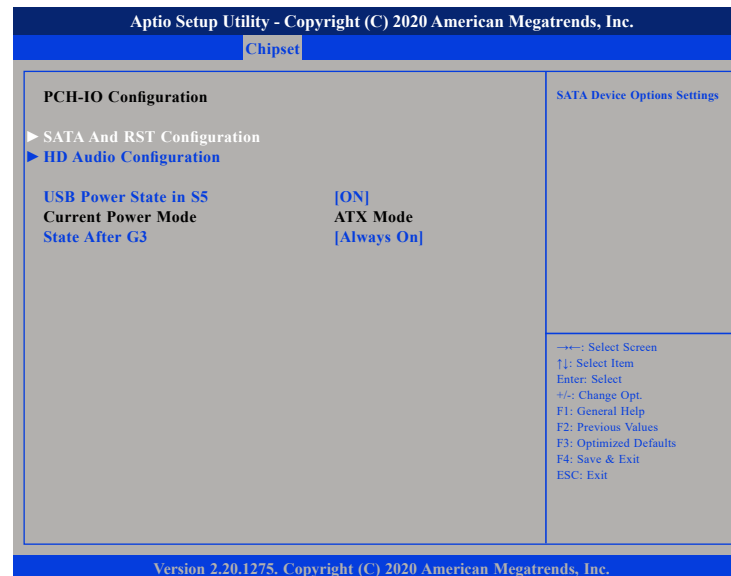 Aptio Setup Utility - Copyright (C) 2020 American Megatrends, Inc.
Chipset
PCH-IO Configuration
▶ SATA And RST Configuration
▶ HD Audio Configuration
USB Power State in S5 [ON]
Current Power Mode ATX Mode
State After G3 [Always On]
SATA Device Options Settings
→←: Select Screen
↑↓: Select Item
Enter: Select
+/-: Change Opt.
F1: General Help
F2: Previous Values
F3: Optimized Defaults
F4: Save & Exit
ESC: Exit
Version 2.20.1275. Copyright (C) 2020 American Megatrends, Inc.